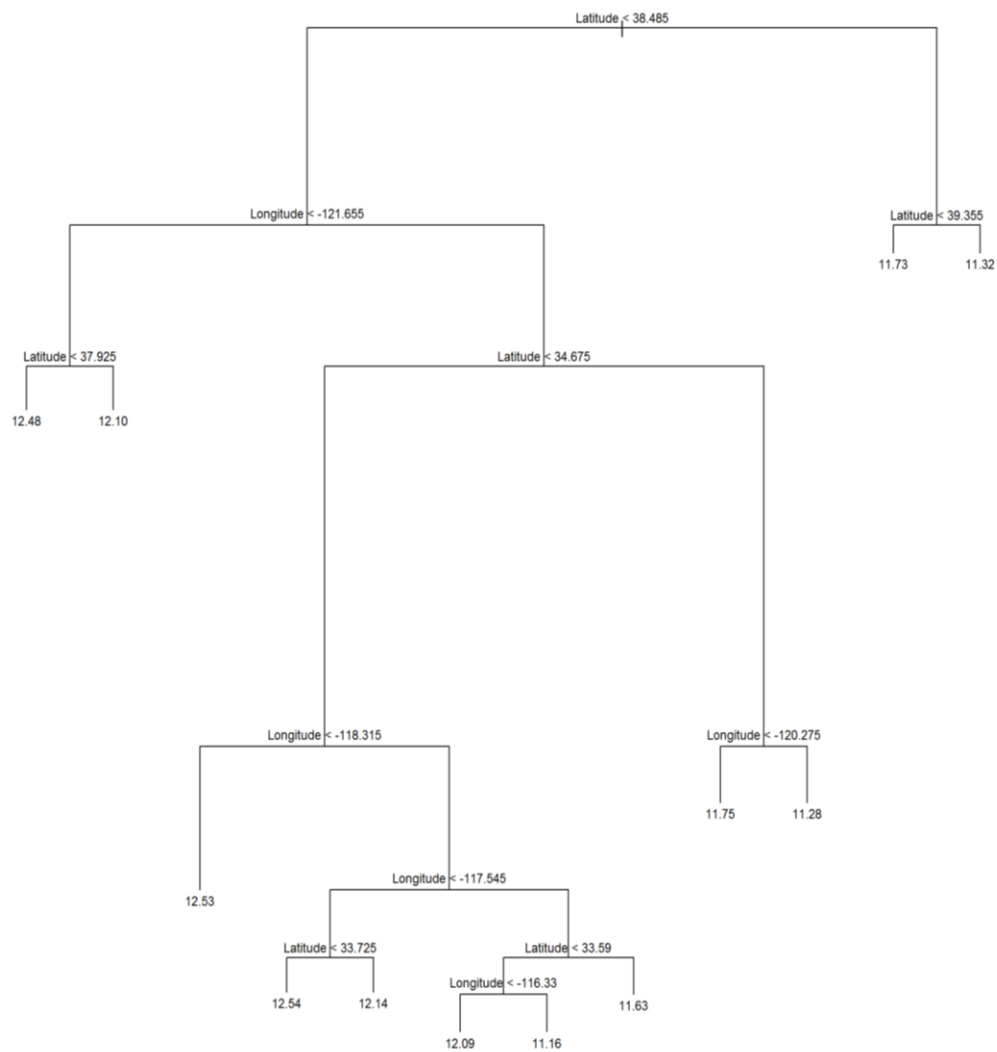 Latitude < 38.485
Longitude < -121.655
Latitude < 39.355
11.73
11.32
Latitude < 37.925
Latitude < 34.675
12.48
12.10
Longitude < -118.315
Longitude < -120.275
11.75
11.28
Longitude < -117.545
12.53
Latitude < 33.725
Latitude < 33.59
Longitude < -116.33
12.54
12.14
11.63
12.09
11.16